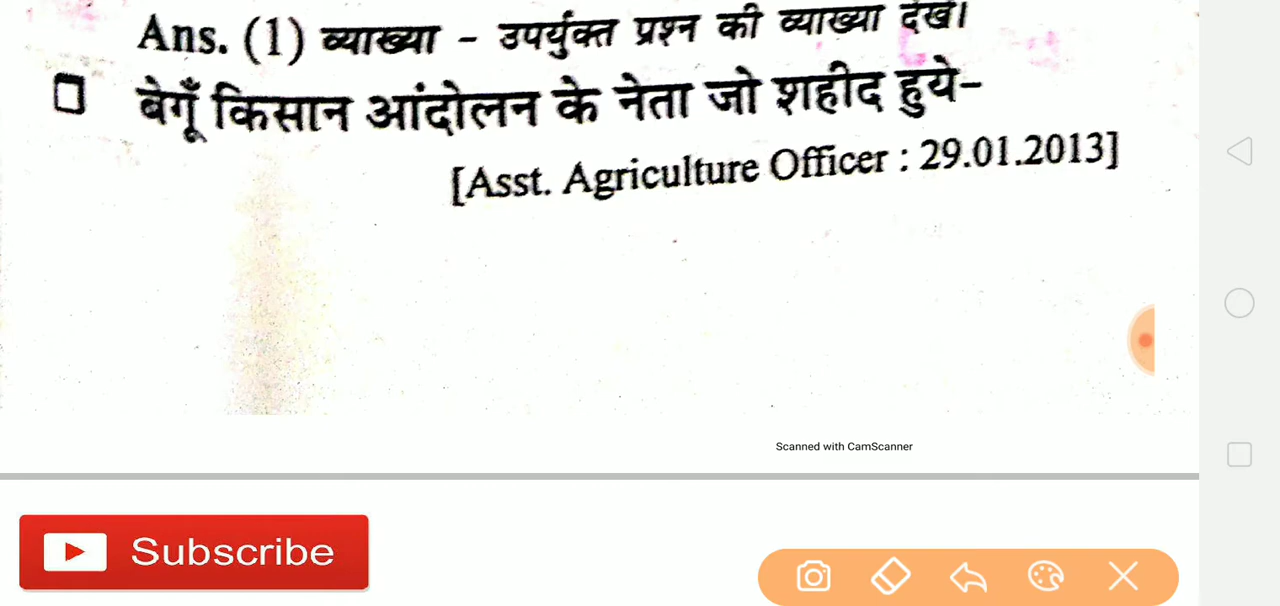 Ans. (1) व्याख्या - उपर्युक्त प्रश्न की व्याख्या देखें।
बेगूँ किसान आंदोलन के नेता जो शहीद हुये-
[Asst. Agriculture Officer : 29.01.2013]
Scanned with CamScanner
Subscribe